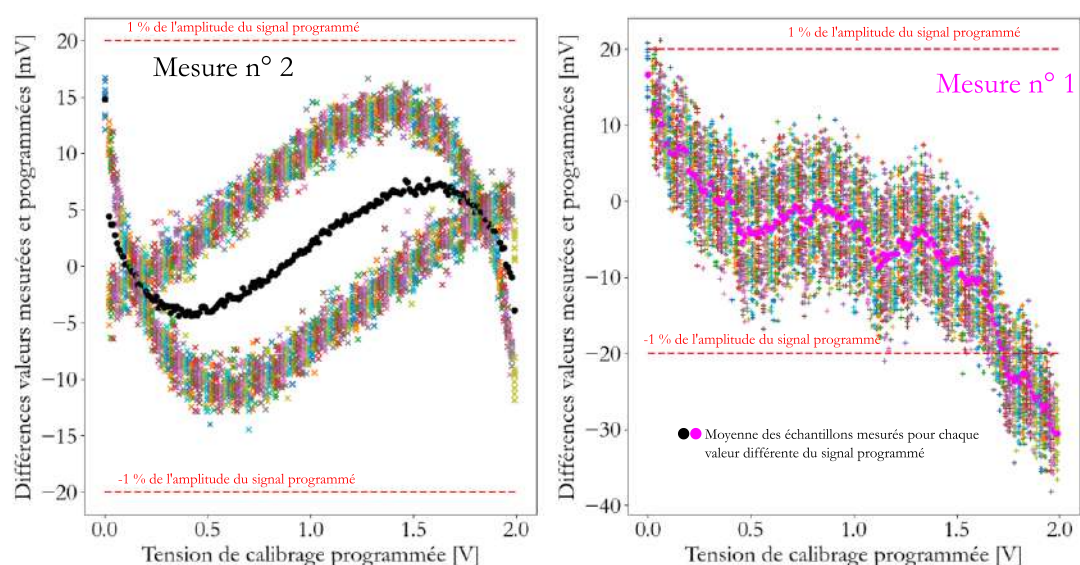 1 % de l'amplitude du signal programmé
Mesure n° 2
-1 % de l'amplitude du signal programmé
Différences valeurs mesurées et programmées [mV]
20
15
10
5
0
−5
−10
−15
−20
0.0 0.5 1.0 1.5 2.0
Tension de calibrage programmée [V]
1 % de l'amplitude du signal programmé
Mesure n° 1
-1 % de l'amplitude du signal programmé
Moyenne des échantillons mesurés pour chaque
valeur différente du signal programmé
Différences valeurs mesurées et programmées [mV]
20
10
0
−10
−20
−30
−40
0.0 0.5 1.0 1.5 2.0
Tension de calibrage programmée [V]